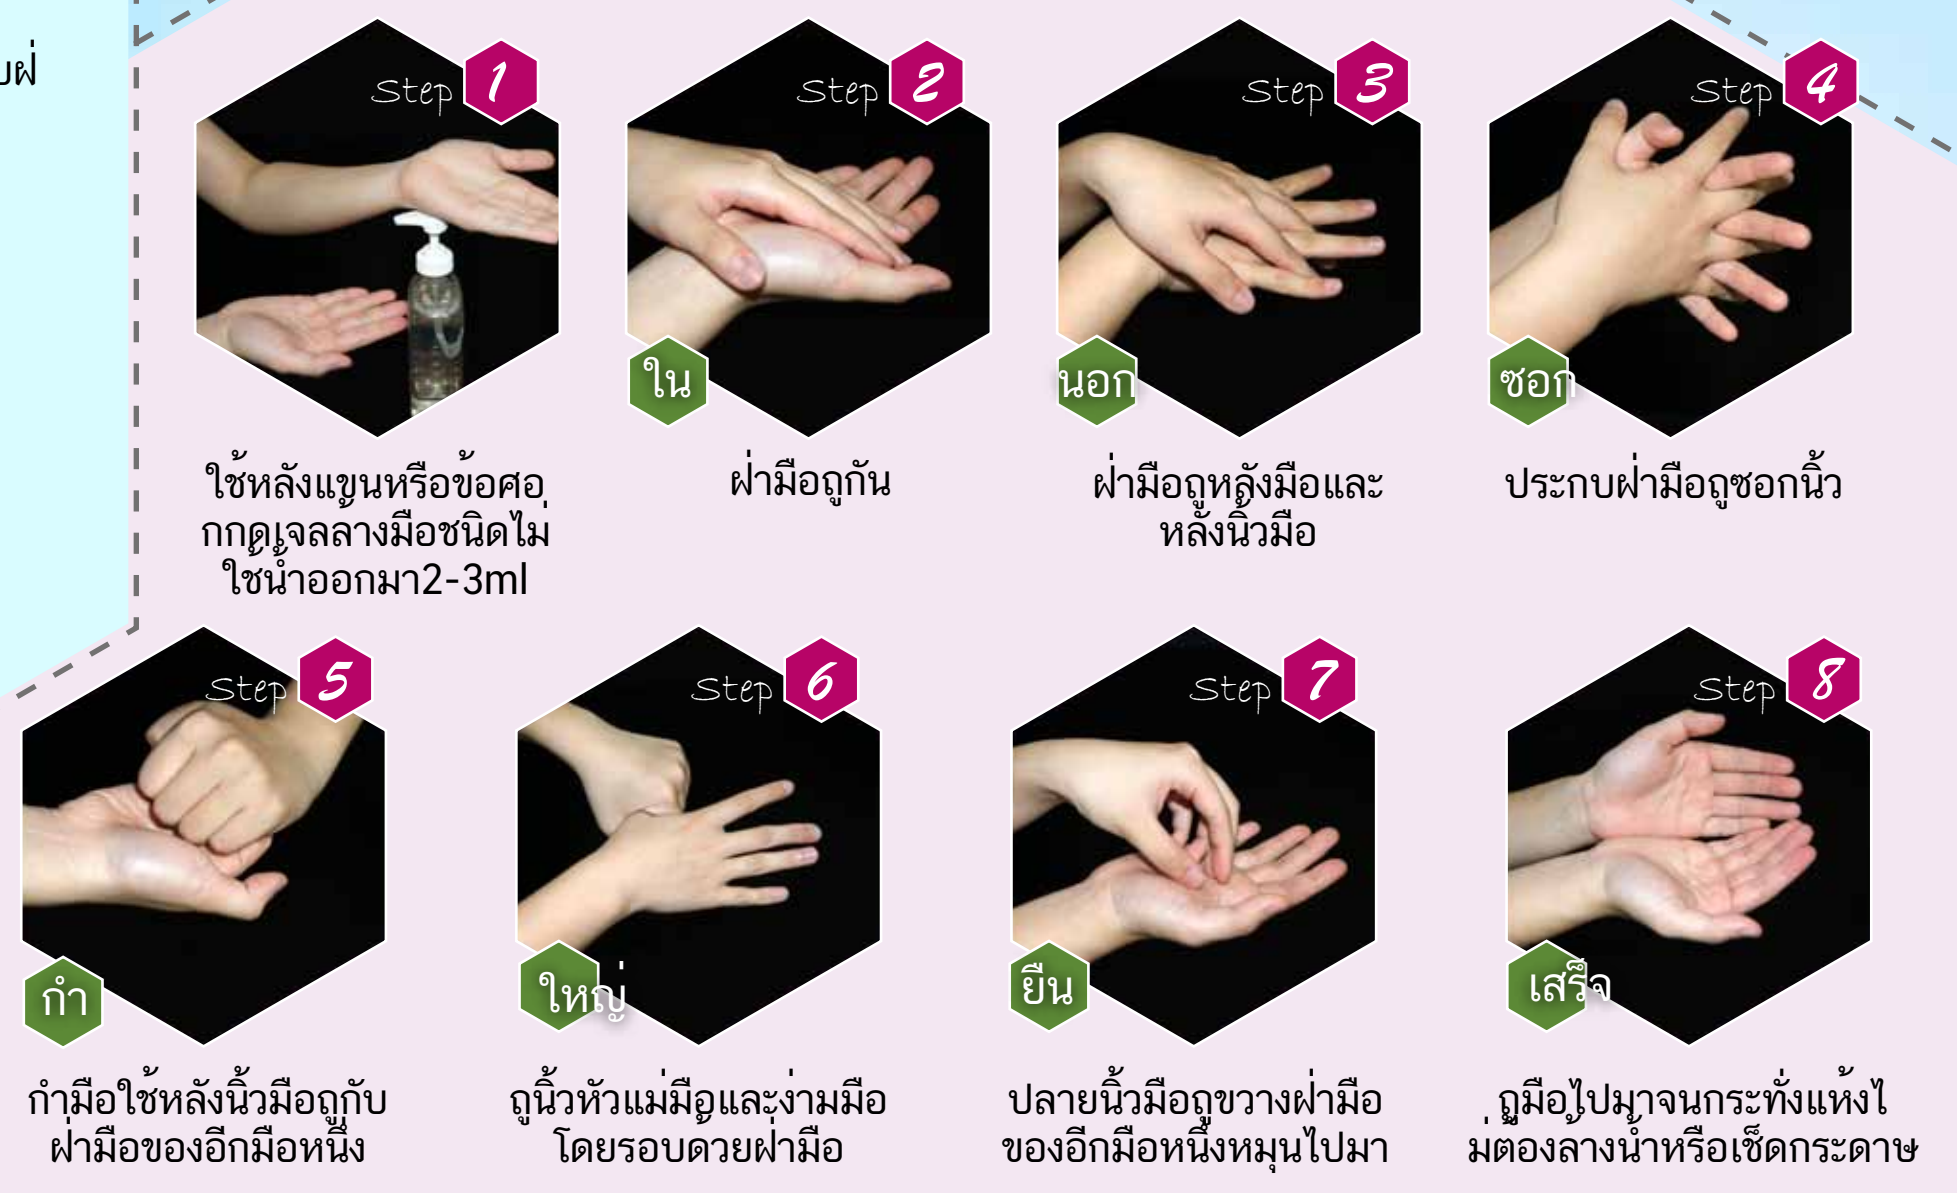 บฝ่
Step 1
Step 2
Step 3
Step 4
ใน
นอก
ซอก
ใช้หลังแขนหรือข้อศอ
กกดเจลล้างมือชนิดไม่
ใช้น้ำออกมา2-3ml
ฝ่ามือถูกัน
ฝ่ามือถูหลังมือและ
หลังนิ้วมือ
ประกบฝ่ามือถูซอกนิ้ว
Step 5
Step 6
Step 7
Step 8
กำ
ใหญ่
ยืน
เสร็จ
กำมือใช้หลังนิ้วมือถูกับ
ฝ่ามือของอีกมือหนึ่ง
ถูนิ้วหัวแม่มือและง่ามมือ
โดยรอบด้วยฝ่ามือ
ปลายนิ้วมือถูขวางฝ่ามือ
ของอีกมือหนึ่งหมุนไปมา
ถูมือไปมาจนกระทั่งแห้งไ
ม่ต้องล้างน้ำหรือเช็ดกระดาษ